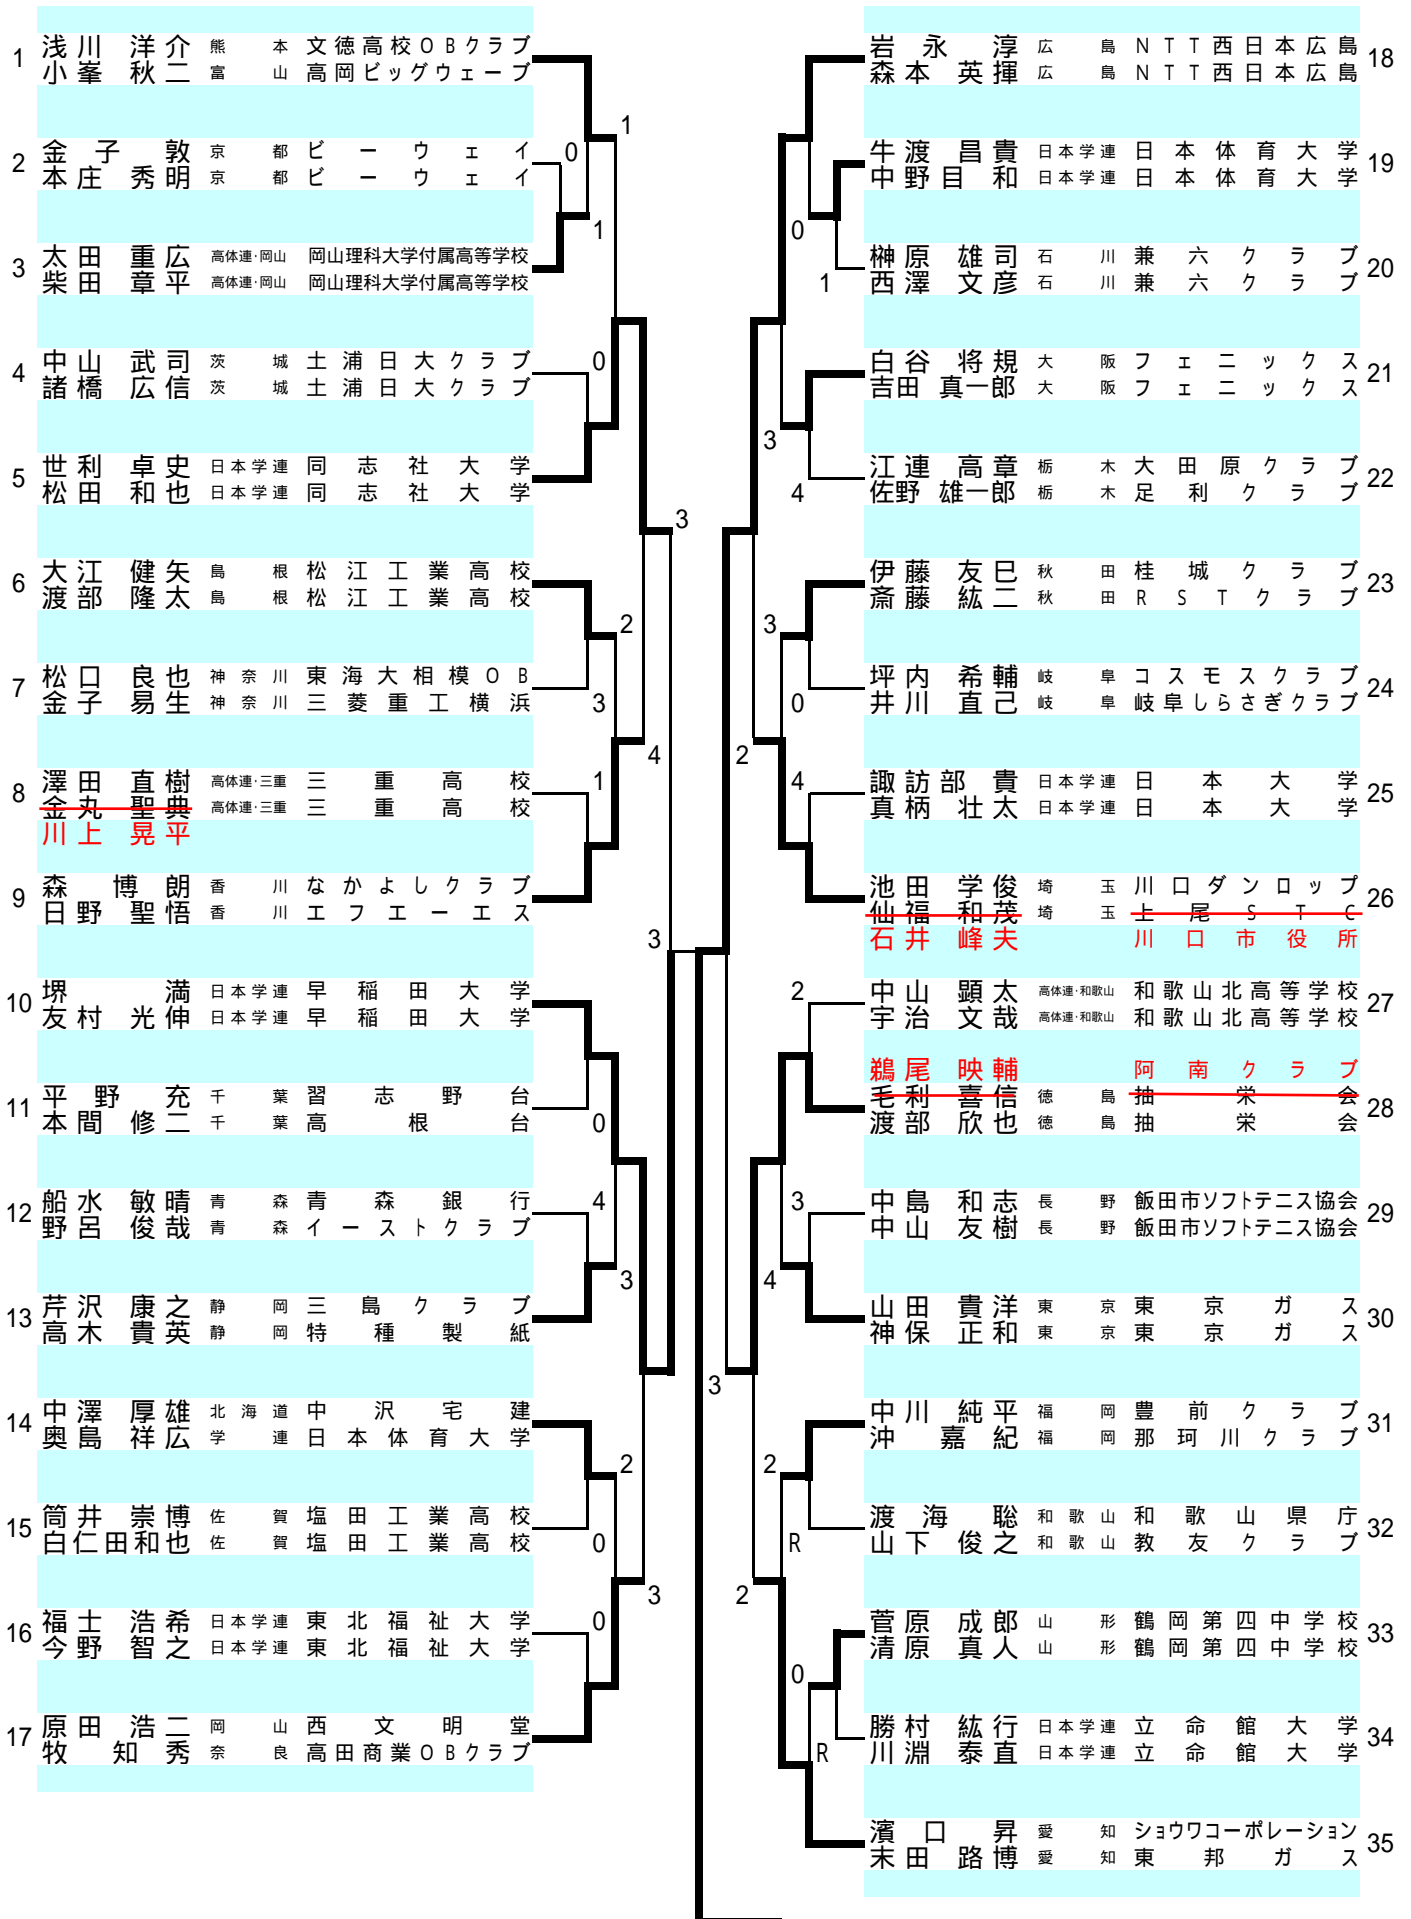 1 浅川 洋介 熊本 文徳高校OBクラブ
小峯 秋二 富山 高岡ビッグウェーブ
1
2 金子 敦 京都 ビーウェイ
本庄 秀明 京都 ビーウェイ
0
1
3 太田 重広 高体連・岡山 岡山理科大学付属高等学校
柴田 章平 高体連・岡山 岡山理科大学付属高等学校
4 中山 武司 茨城 土浦日大クラブ
諸橋 広信 茨城 土浦日大クラブ
0
5 世利 卓史 日本学連 同志社大学
松田 和也 日本学連 同志社大学
3
6 大江 健矢 島根 松江工業高校
渡部 隆太 島根 松江工業高校
2
7 松口 良也 神奈川 東海大相模OB
金子 易生 神奈川 三菱重工横浜
3
4
8 澤田 直樹 高体連・三重 三重高校
金丸 聖典 高体連・三重 三重高校
川上 晃平
1
9 森 博朗 香川 なかよしクラブ
日野 聖悟 香川 エフエーエス
3
10 堺 満 日本学連 早稲田大学
友村 光伸 日本学連 早稲田大学
11 平野 充 千葉 習志野台
本間 修二 千葉 高根台
0
12 船水 敏晴 青森 青森銀行
野呂 俊哉 青森 イーストクラブ
4
3
13 芹沢 康之 静岡 三島クラブ
高木 貴英 静岡 特種製紙
14 中澤 厚雄 北海道 中沢宅建
奥島 祥広 学連 日本体育大学
2
15 筒井 崇博 佐賀 塩田工業高校
白仁田和也 佐賀 塩田工業高校
0
3
16 福士 浩希 日本学連 東北福祉大学
今野 智之 日本学連 東北福祉大学
0
17 原田 浩二 岡山 西文明堂
牧 知秀 奈良 高田商業OBクラブ
岩永 淳 広島 NTT西日本広島 18
森本 英揮 広島 NTT西日本広島
牛渡 昌貴 日本学連 日本体育大学 19
中野目 和 日本学連 日本体育大学
0
榊原 雄司 石川 兼六クラブ 20
西澤 文彦 石川 兼六クラブ
1
白谷 将規 大阪 フェニックス 21
吉田 真一郎 大阪 フェニックス
3
江連 高章 栃木 大田原クラブ 22
佐野 雄一郎 栃木 足利クラブ
4
伊藤 友巳 秋田 桂城クラブ 23
斎藤 紘二 秋田 RSTクラブ
3
坪内 希輔 岐阜 コスモスクラブ 24
井川 直己 岐阜 岐阜しらさぎクラブ
0
2
諏訪部 貴 日本学連 日本大学 25
真柄 壮太 日本学連 日本大学
4
池田 学俊 埼玉 川口ダンロップ 26
仙福 和茂 埼玉 上尾STC
石井 峰夫 川口市役所
中山 顕太 高体連・和歌山 和歌山北高等学校 27
宇治 文哉 高体連・和歌山 和歌山北高等学校
2
鵜尾 映輔 阿南クラブ
毛利 喜信 徳島 抽栄会 28
渡部 欣也 徳島 抽栄会
中島 和志 長野 飯田市ソフトテニス協会 29
中山 友樹 長野 飯田市ソフトテニス協会
3
4
山田 貴洋 東京 東京ガス 30
神保 正和 東京 東京ガス
3
中川 純平 福岡 豊前クラブ 31
沖 嘉紀 福岡 那珂川クラブ
2
渡海 聡 和歌山 和歌山県庁 32
山下 俊之 和歌山 教友クラブ
R
2
菅原 成郎 山形 鶴岡第四中学校 33
清原 真人 山形 鶴岡第四中学校
0
勝村 紘行 日本学連 立命館大学 34
川淵 泰直 日本学連 立命館大学
R
濱口 昇 愛知 ショウワコーポレーション 35
末田 路博 愛知 東邦ガス